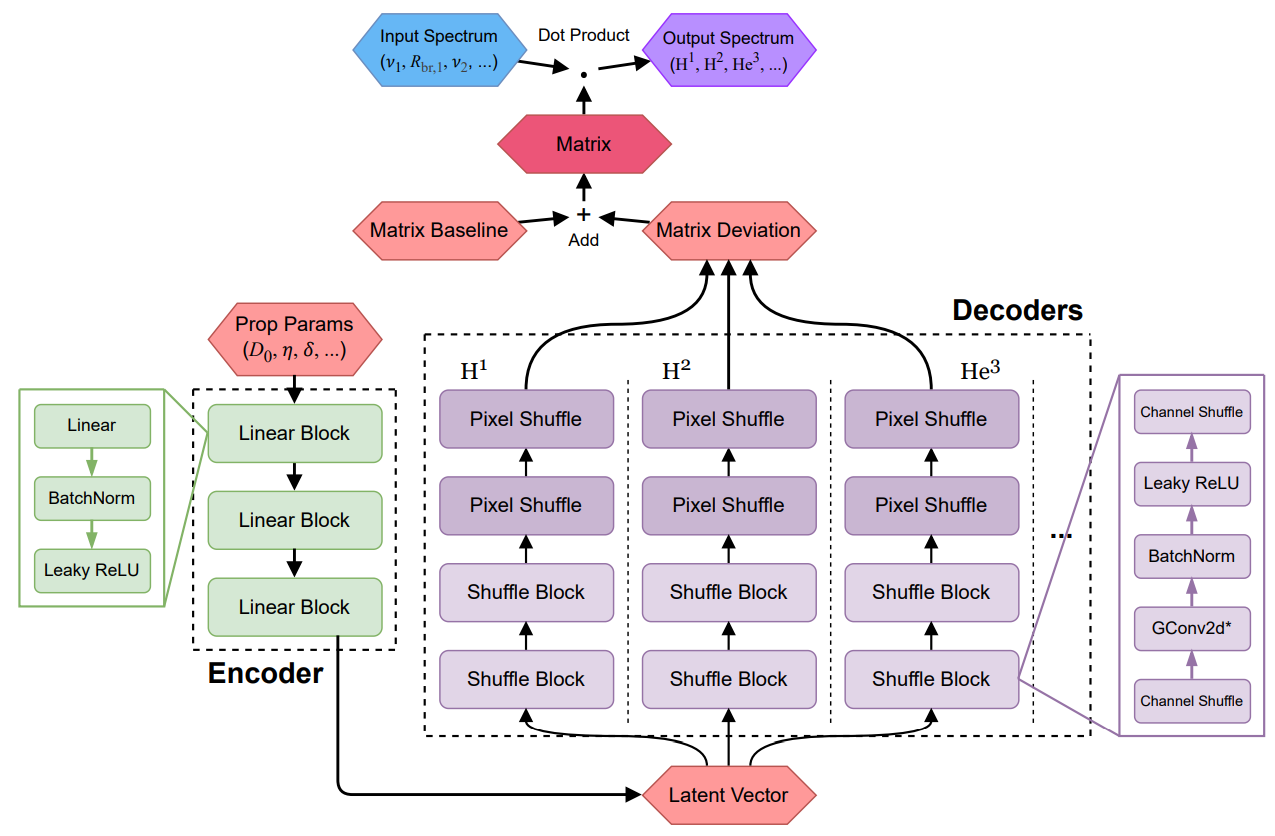 Input Spectrum
(ν₁, R_br,1, ν₂, ...)
Dot Product
Output Spectrum
(H¹, H², He³, ...)
·
Matrix
Matrix Baseline
+
Add
Matrix Deviation
Prop Params
(D₀, η, δ, ...)
Linear
BatchNorm
Leaky ReLU
Linear Block
Linear Block
Linear Block
Encoder
Decoders
H¹
H²
He³
Pixel Shuffle
Pixel Shuffle
Pixel Shuffle
Pixel Shuffle
Pixel Shuffle
Pixel Shuffle
...
Shuffle Block
Shuffle Block
Shuffle Block
Shuffle Block
Shuffle Block
Shuffle Block
Channel Shuffle
Leaky ReLU
BatchNorm
GConv2d*
Channel Shuffle
Latent Vector